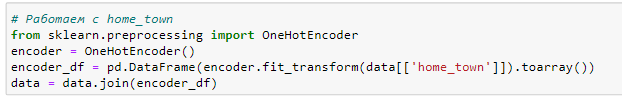 # Работаем с home_town
from sklearn.preprocessing import OneHotEncoder
encoder = OneHotEncoder()
encoder_df = pd.DataFrame(encoder.fit_transform(data[['home_town']]).toarray())
data = data.join(encoder_df)